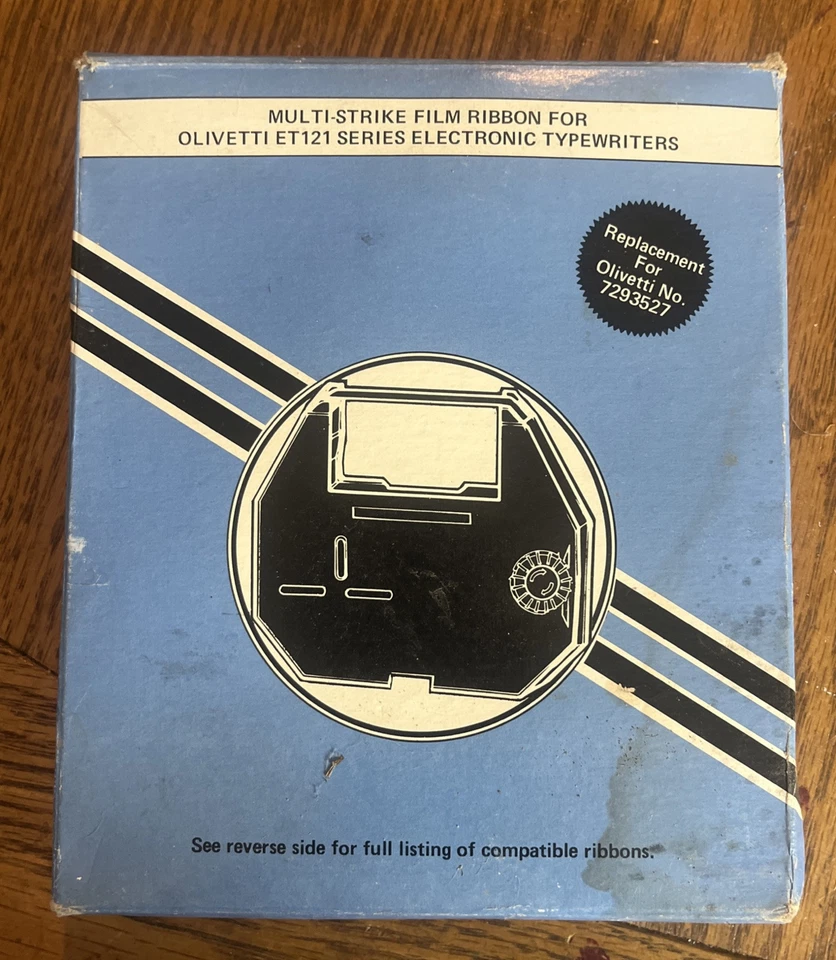 MULTI-STRIKE FILM RIBBON FOR
OLIVETTI ET121 SERIES ELECTRONIC TYPEWRITERS
Replacement
For
Olivetti No.
7293527
See reverse side for full listing of compatible ribbons.